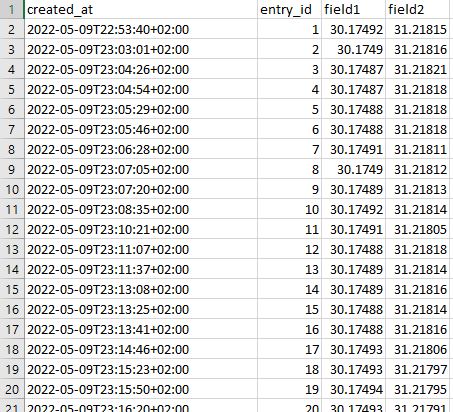 1 created_at entry_id field1 field2
2 2022-05-09T22:53:40+02:00 1 30.17492 31.21815
3 2022-05-09T23:03:01+02:00 2 30.1749 31.21816
4 2022-05-09T23:04:26+02:00 3 30.17487 31.21821
5 2022-05-09T23:04:54+02:00 4 30.17487 31.21818
6 2022-05-09T23:05:29+02:00 5 30.17488 31.21818
7 2022-05-09T23:05:46+02:00 6 30.17488 31.21818
8 2022-05-09T23:06:28+02:00 7 30.17491 31.21811
9 2022-05-09T23:07:05+02:00 8 30.1749 31.21812
10 2022-05-09T23:07:20+02:00 9 30.17489 31.21813
11 2022-05-09T23:08:35+02:00 10 30.17492 31.21814
12 2022-05-09T23:10:21+02:00 11 30.17491 31.21805
13 2022-05-09T23:11:07+02:00 12 30.17488 31.21818
14 2022-05-09T23:11:37+02:00 13 30.17489 31.21814
15 2022-05-09T23:13:08+02:00 14 30.17489 31.21816
16 2022-05-09T23:13:25+02:00 15 30.17488 31.21814
17 2022-05-09T23:13:41+02:00 16 30.17488 31.21816
18 2022-05-09T23:14:46+02:00 17 30.17493 31.21806
19 2022-05-09T23:15:23+02:00 18 30.17493 31.21797
20 2022-05-09T23:15:50+02:00 19 30.17494 31.21795
21 2022-05-09T23:16:20+02:00 20 30.17493 31.21791